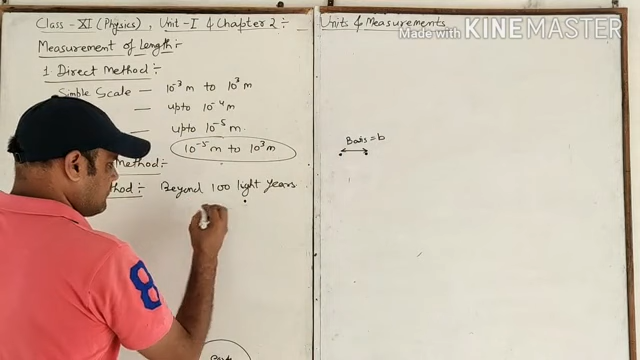 Class - XI (Physics), Unit - I & Chapter 2 :-
Units & Measurements
Made with KINEMASTER
Measurement of Length :-
1. Direct Method :-
Simple Scale — 10⁻³ m to 10³ m
— upto 10⁻⁴ m
— upto 10⁻⁵ m
10⁻⁵ m to 10³ m
Method :-
thod :- Beyond 100 light years
Basis = b
8